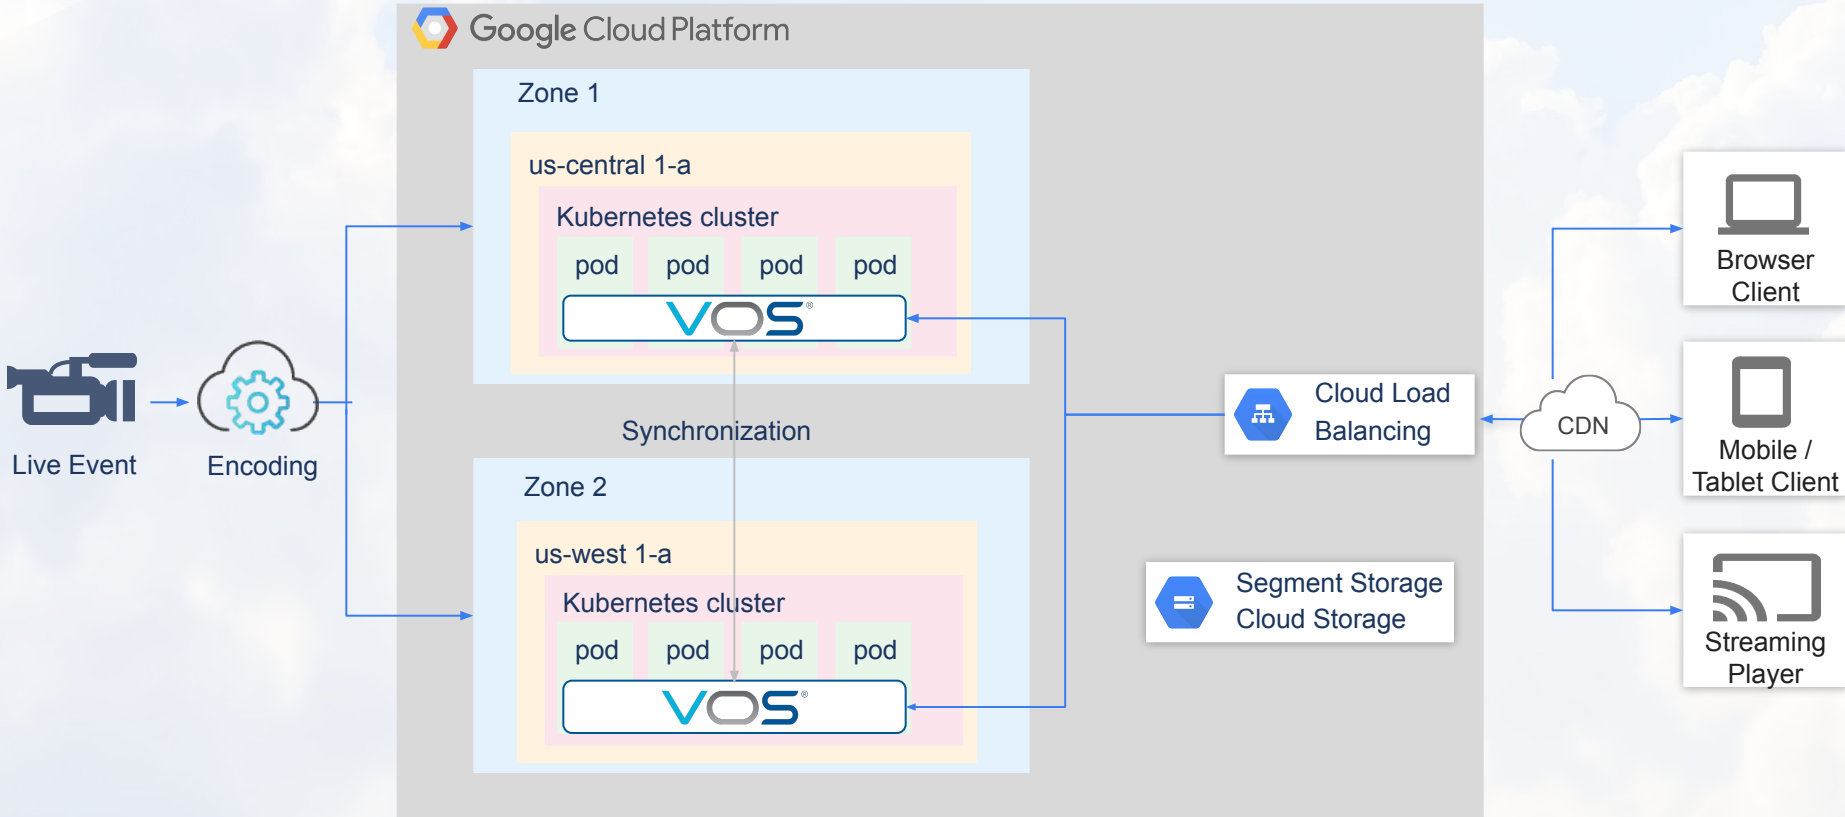 Google Cloud Platform
Zone 1
us-central 1-a
Kubernetes cluster
pod pod pod pod
VOS®
Synchronization
Zone 2
us-west 1-a
Kubernetes cluster
pod pod pod pod
VOS®
Live Event
Encoding
Cloud Load
Balancing
Segment Storage
Cloud Storage
CDN
Browser
Client
Mobile /
Tablet Client
Streaming
Player